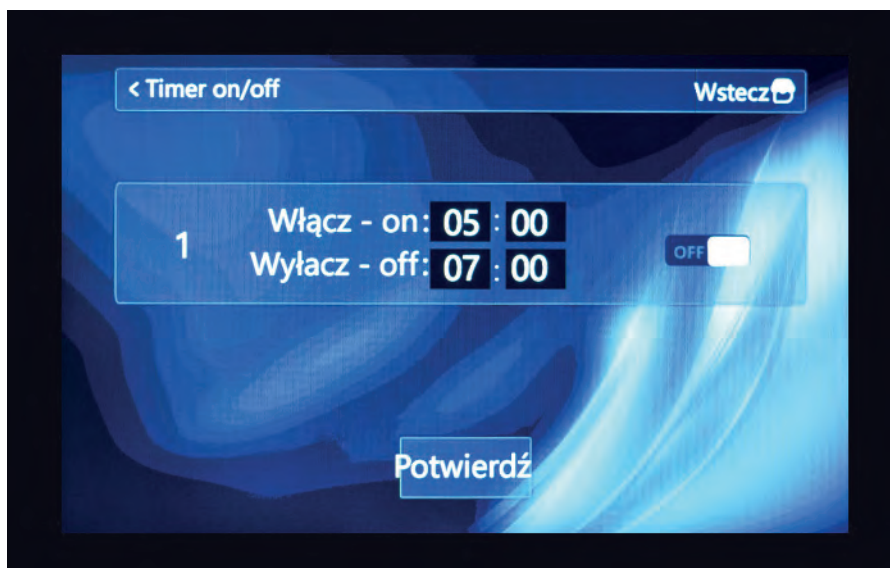 < Timer on/off Wstecz
1
Włącz - on: 05 : 00
Wyłacz - off: 07 : 00
OFF
Potwierdź